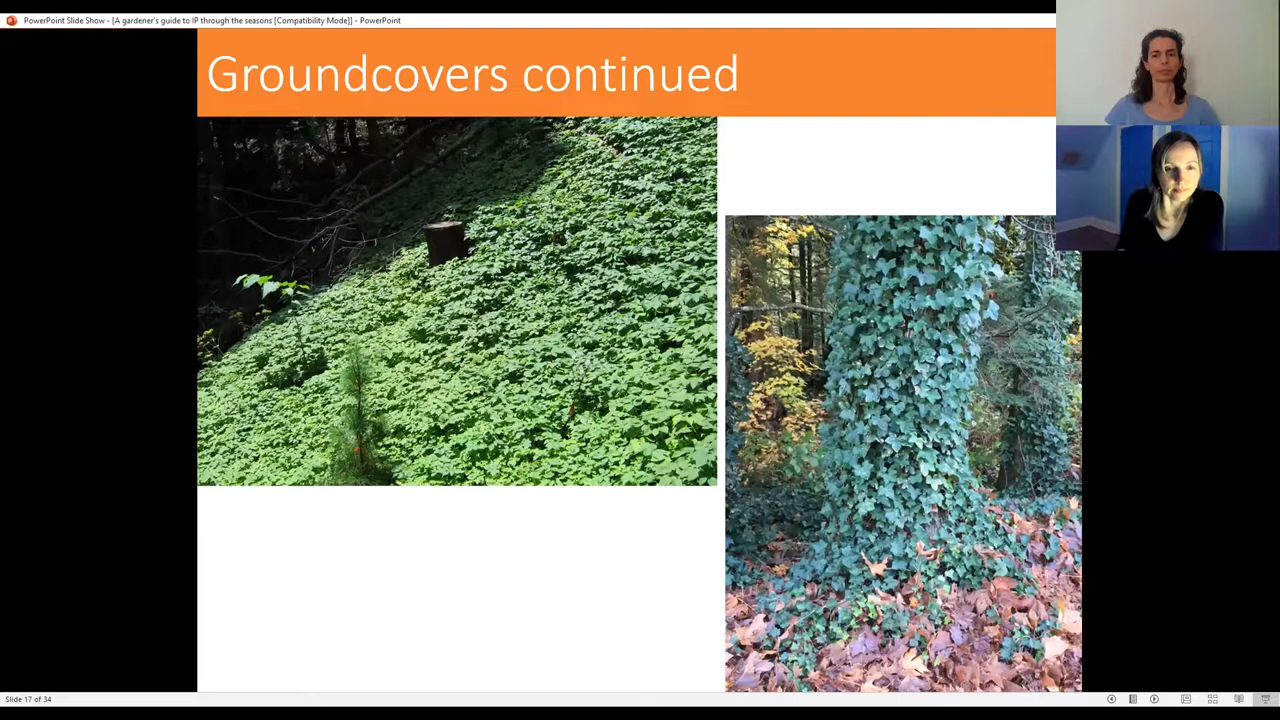 PowerPoint Slide Show - [A gardener's guide to IP through the seasons [Compatibility Mode]] - PowerPoint
Groundcovers continued
Slide 17 of 34